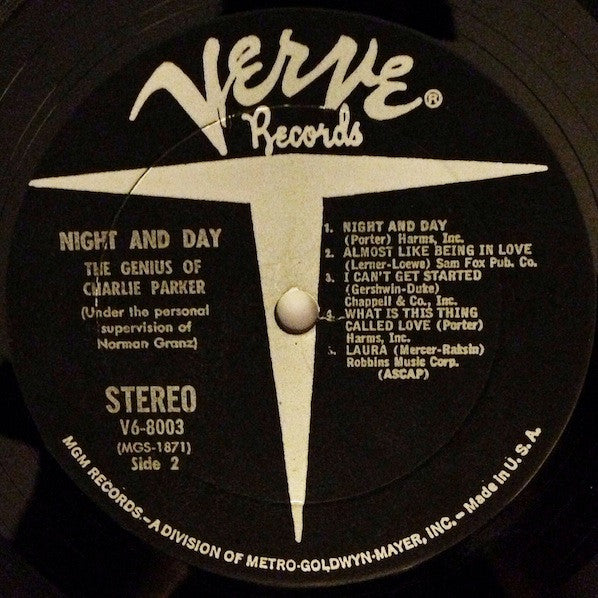 Verve®
Records
NIGHT AND DAY
THE GENIUS OF
CHARLIE PARKER
(Under the personal
supervision of
Norman Granz)
STEREO
V6-8003
(MGS-1871)
Side 2
1. NIGHT AND DAY
(Porter) Harms, Inc.
2. ALMOST LIKE BEING IN LOVE
(Lerner-Loewe) Sam Fox Pub. Co.
3. I CAN'T GET STARTED
(Gershwin-Duke)
Chappell & Co., Inc.
4. WHAT IS THIS THING
CALLED LOVE (Porter)
Harms, Inc.
5. LAURA (Mercer-Raksin)
Robbins Music Corp.
(ASCAP)
MGM RECORDS—A DIVISION OF METRO-GOLDWYN-MAYER, INC.—Made in U.S.A.